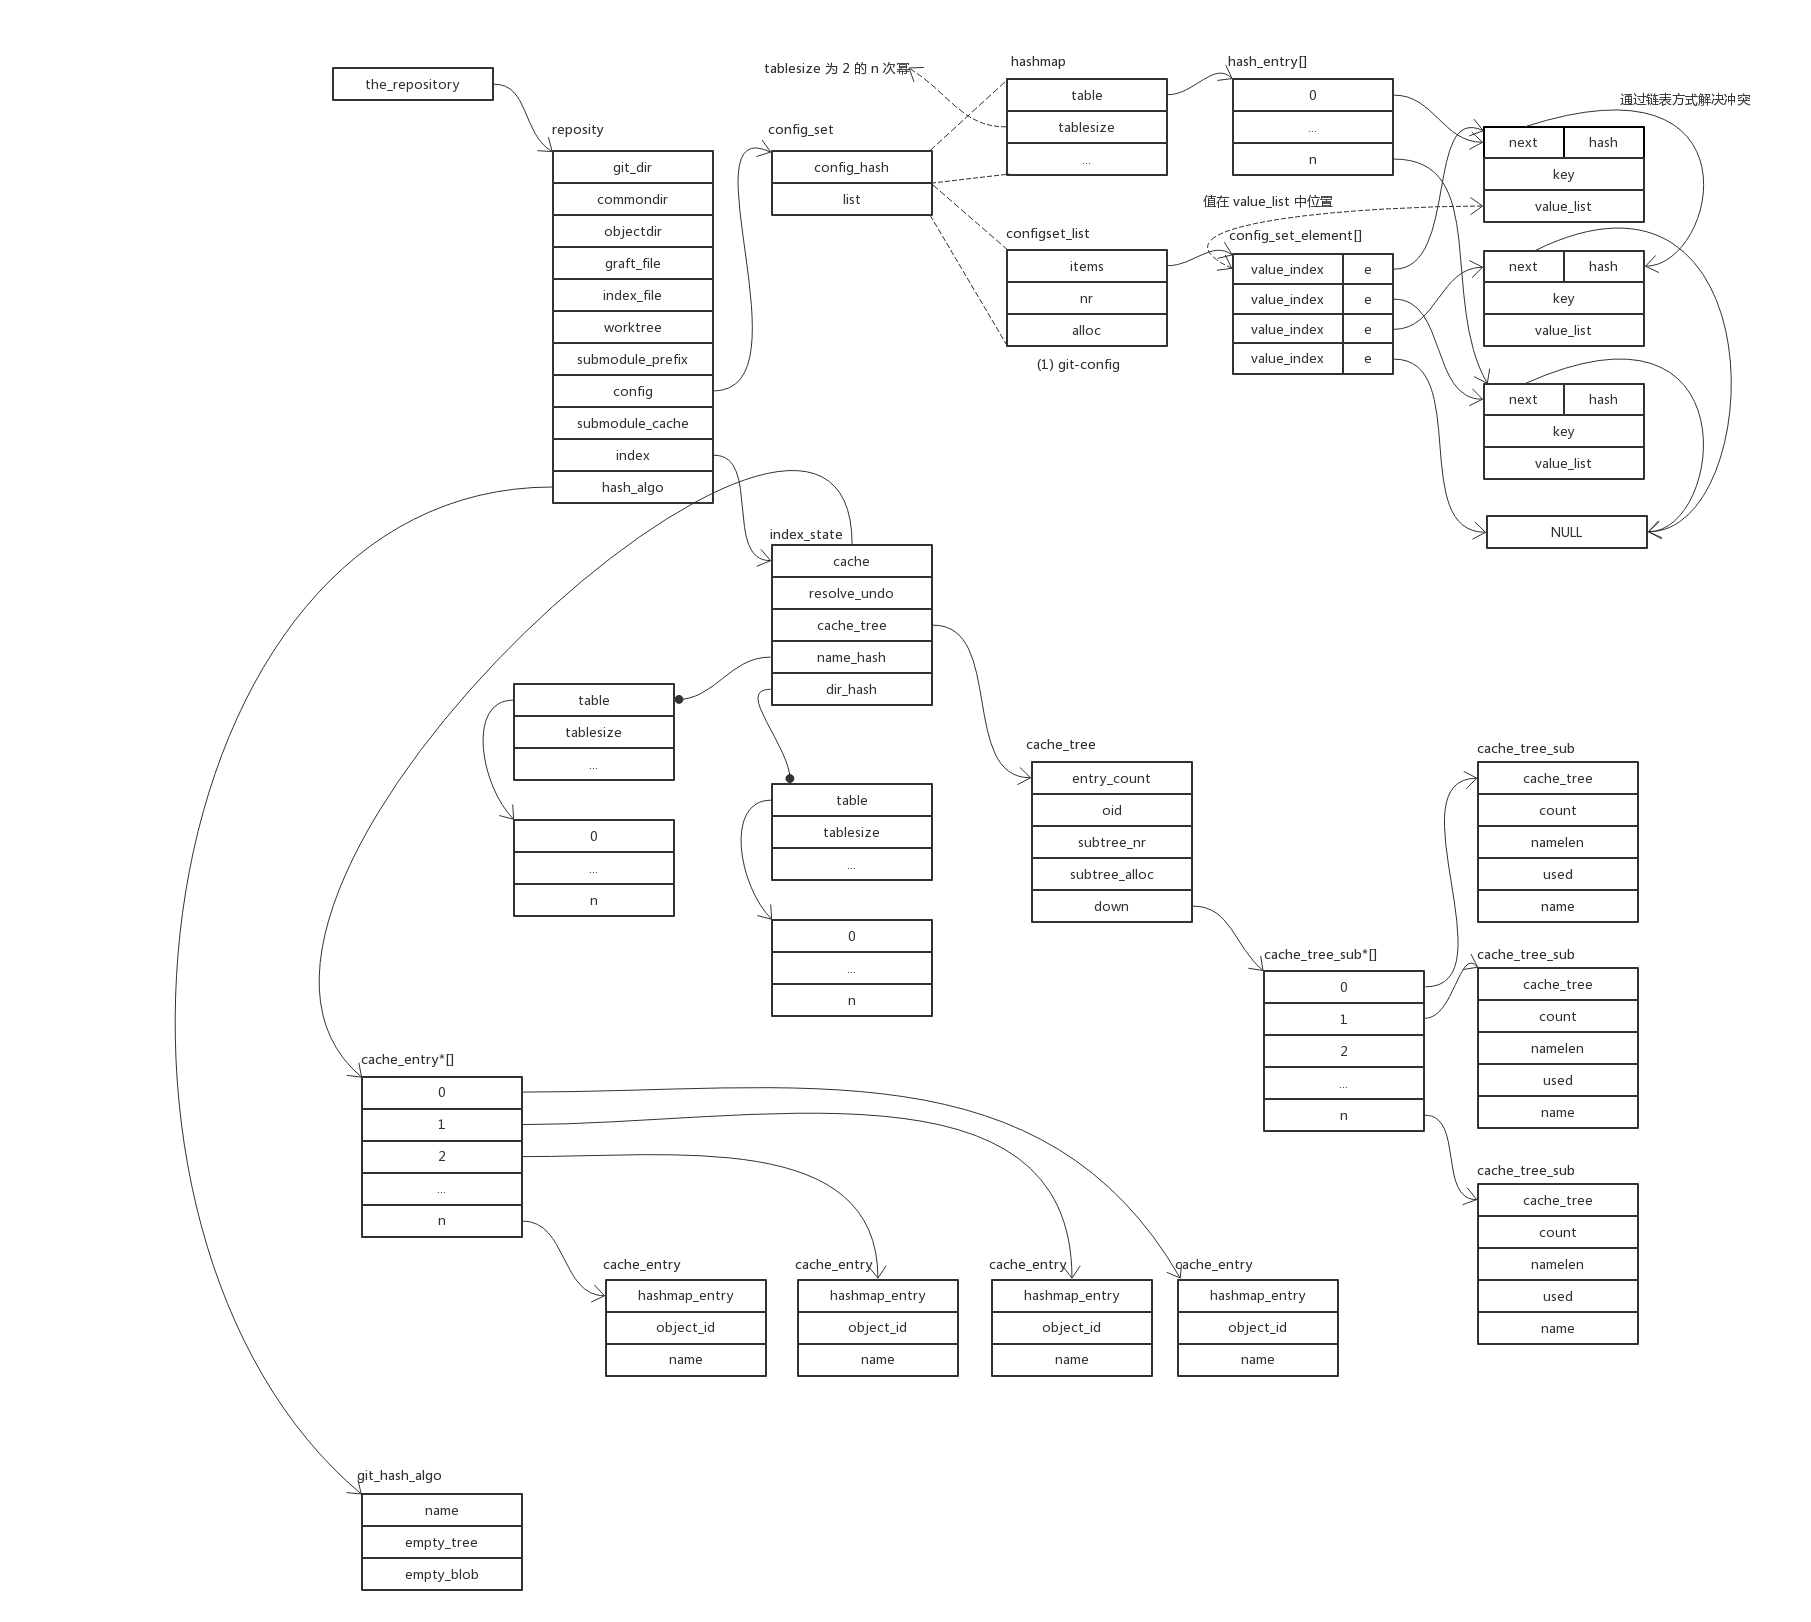 the_repository
reposity
git_dir
commondir
objectdir
graft_file
index_file
worktree
submodule_prefix
config
submodule_cache
index
hash_algo
tablesize 为 2 的 n 次幂
config_set
config_hash
list
hashmap
table
tablesize
...
configset_list
items
nr
alloc
(1) git-config
hash_entry[]
0
...
n
值在 value_list 中位置
config_set_element[]
value_index e
value_index e
value_index e
value_index e
通过链表方式解决冲突
next hash
key
value_list
next hash
key
value_list
next hash
key
value_list
NULL
index_state
cache
resolve_undo
cache_tree
name_hash
dir_hash
table
tablesize
...
0
...
n
table
tablesize
...
0
...
n
cache_tree
entry_count
oid
subtree_nr
subtree_alloc
down
cache_tree_sub*[]
0
1
2
...
n
cache_tree_sub
cache_tree
count
namelen
used
name
cache_tree_sub
cache_tree
count
namelen
used
name
cache_tree_sub
cache_tree
count
namelen
used
name
cache_entry*[]
0
1
2
...
n
cache_entry
hashmap_entry
object_id
name
cache_entry
hashmap_entry
object_id
name
cache_entry
hashmap_entry
object_id
name
cache_entry
hashmap_entry
object_id
name
git_hash_algo
name
empty_tree
empty_blob